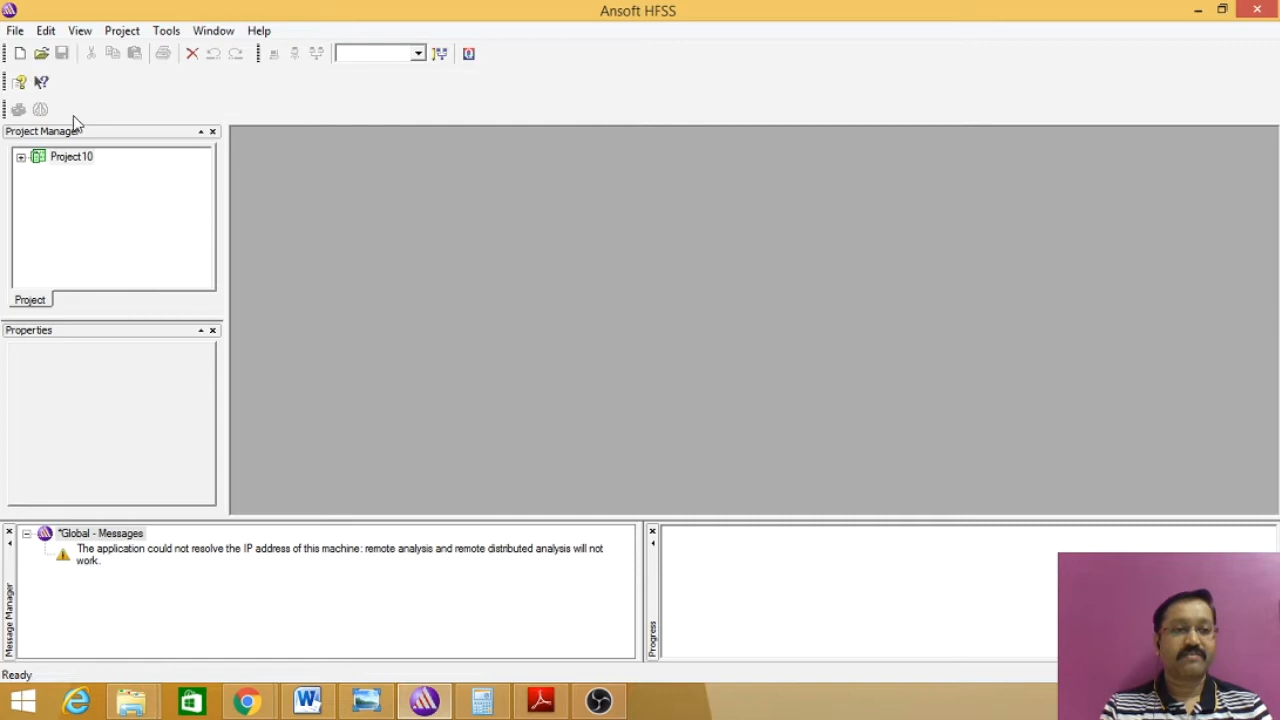 Ansoft HFSS
File Edit View Project Tools Window Help
Project Manager
Project10
Project
Properties
*Global - Messages
The application could not resolve the IP address of this machine: remote analysis and remote distributed analysis will not
work.
Message Manager
Progress
Ready